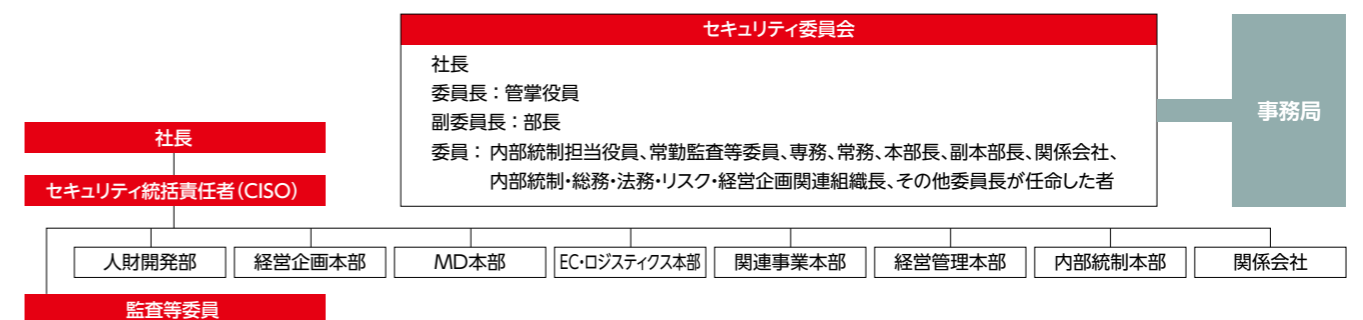 セキュリティ委員会
社長
委員長：管掌役員
副委員長：部長
委員：内部統制担当役員、常勤監査等委員、専務、常務、本部長、副本部長、関係会社、
内部統制・総務・法務・リスク・経営企画関連組織長、その他委員長が任命した者
事務局
社長
セキュリティ統括責任者（CISO）
人財開発部
経営企画本部
MD本部
EC・ロジスティクス本部
関連事業本部
経営管理本部
内部統制本部
関係会社
監査等委員